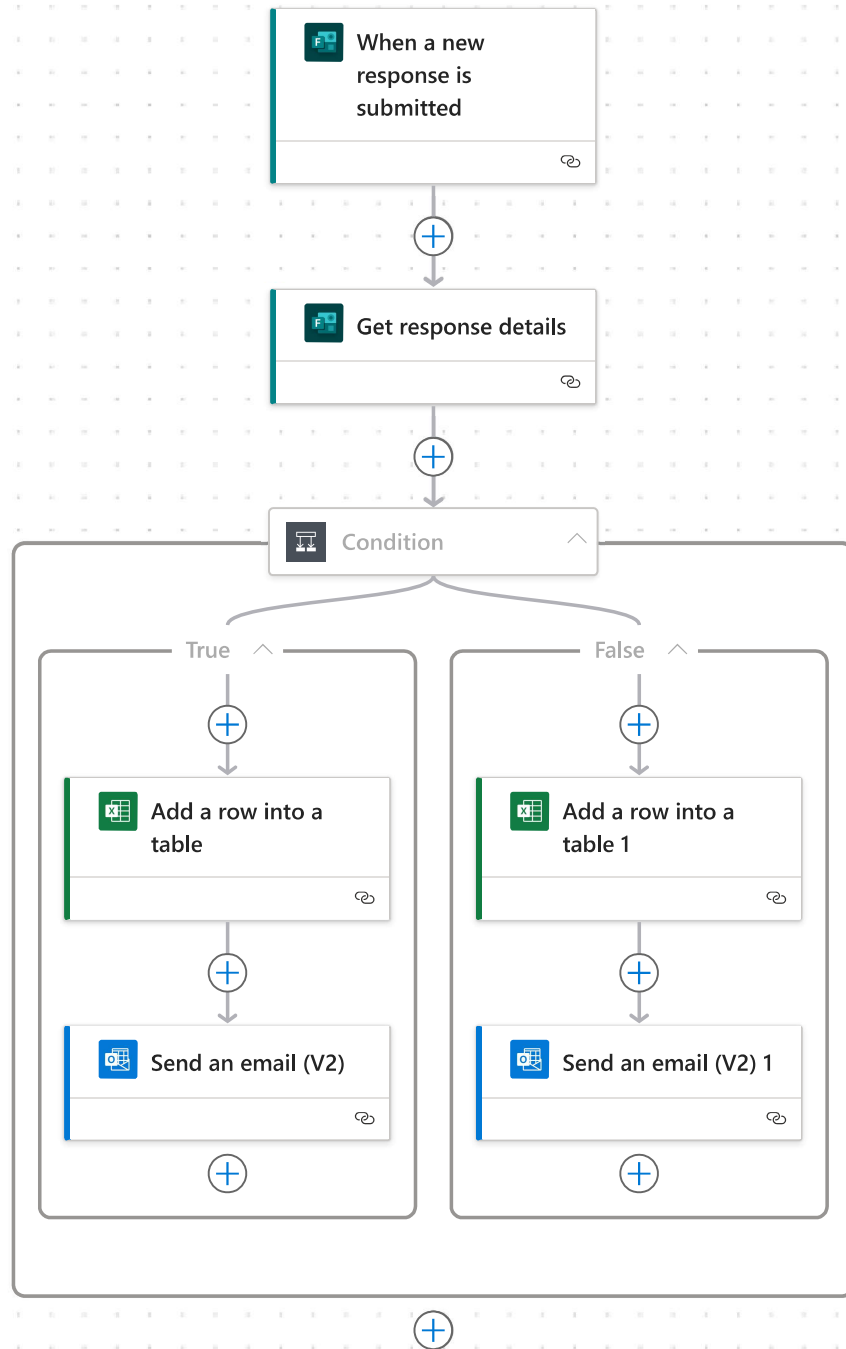 When a new
response is
submitted
Get response details
Condition
True
False
Add a row into a
table
Add a row into a
table 1
Send an email (V2)
Send an email (V2) 1